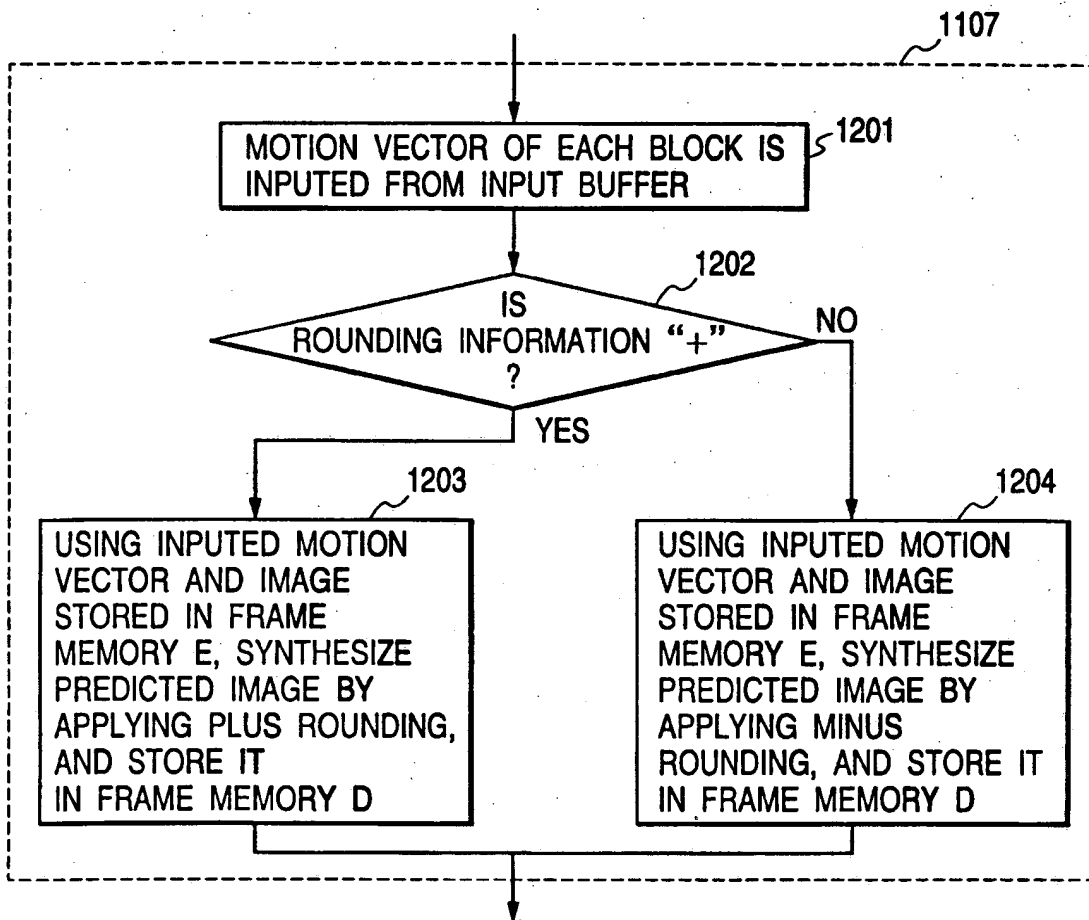 1107
MOTION VECTOR OF EACH BLOCK IS
INPUTED FROM INPUT BUFFER
1201
1202
IS
ROUNDING INFORMATION “+”
?
NO
YES
1203
USING INPUTED MOTION
VECTOR AND IMAGE
STORED IN FRAME
MEMORY E, SYNTHESIZE
PREDICTED IMAGE BY
APPLYING PLUS ROUNDING,
AND STORE IT
IN FRAME MEMORY D
1204
USING INPUTED MOTION
VECTOR AND IMAGE
STORED IN FRAME
MEMORY E, SYNTHESIZE
PREDICTED IMAGE BY
APPLYING MINUS
ROUNDING, AND STORE IT
IN FRAME MEMORY D